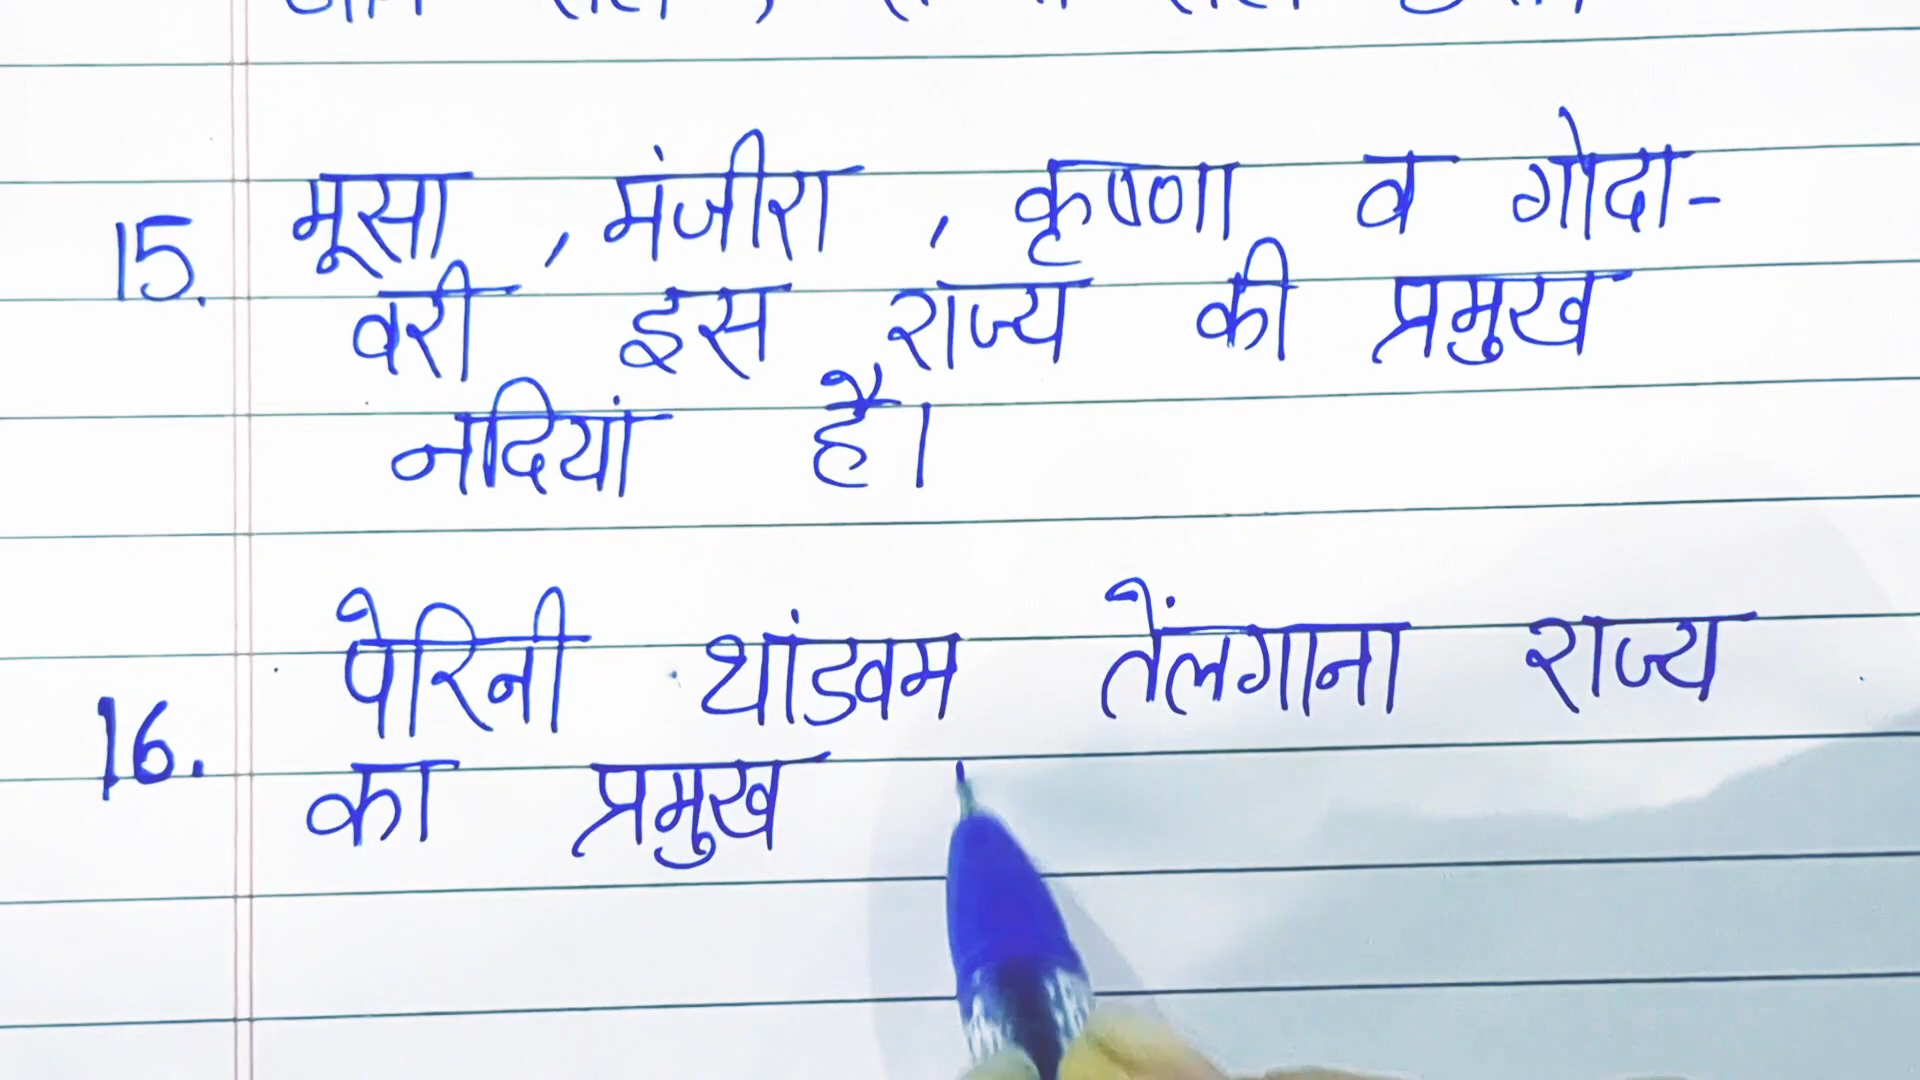 15. मूसा , मंजीरा , कृष्णा व गोदा-
वरी इस राज्य की प्रमुख
नदियां है।
16. पेरिनी थांडवम तेंलगाना राज्य
का प्रमुख